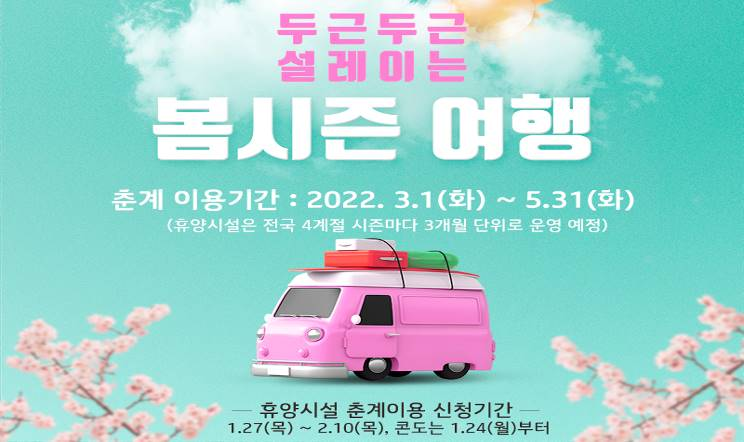 두근두근
설레이는
봄시즌 여행
춘계 이용기간 : 2022. 3.1(화) ~ 5.31(화)
(휴양시설은 전국 4계절 시즌마다 3개월 단위로 운영 예정)
― 휴양시설 춘계이용 신청기간 ―
1.27(목) ~ 2.10(목), 콘도는 1.24(월)부터